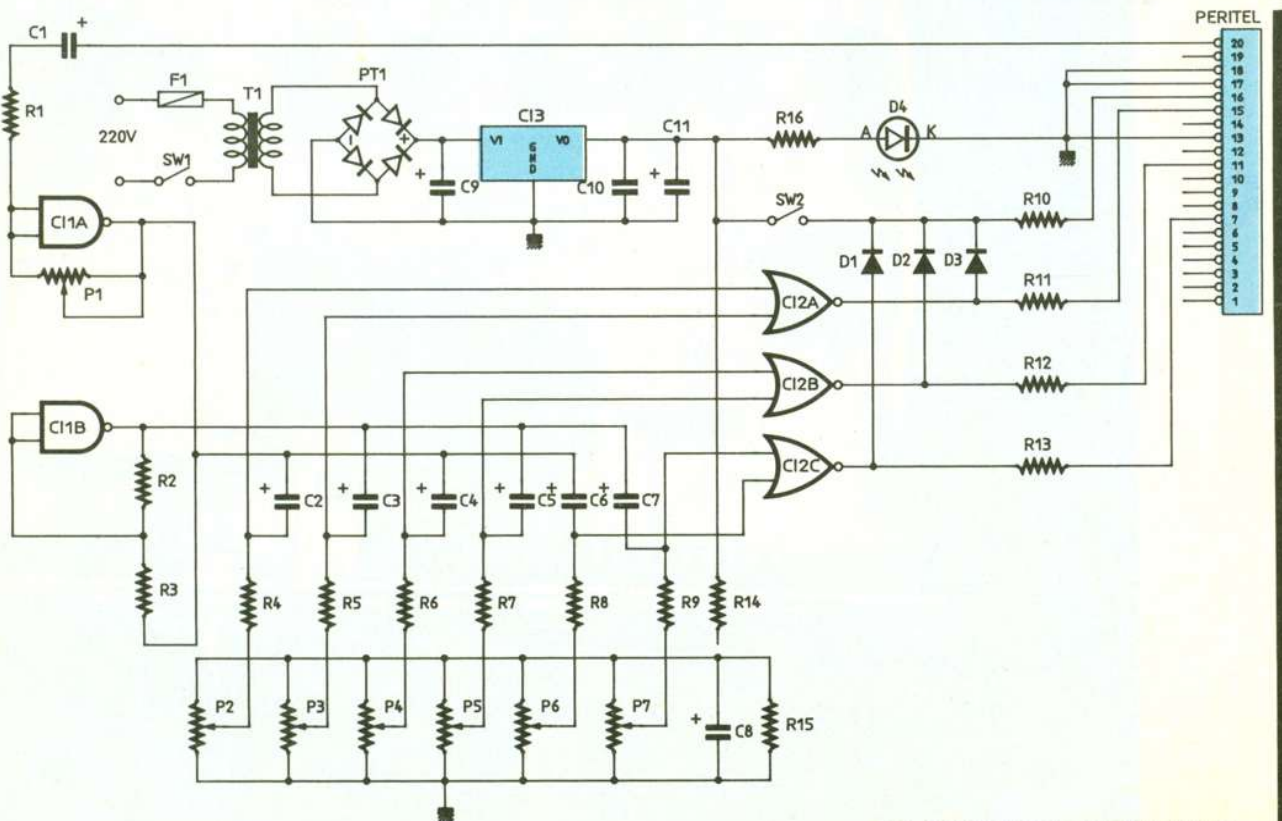 PERITEL
C1 +
20
19
18
17
16
15
14
13
12
11
10
9
8
7
6
5
4
3
2
1
F1
T1
PT1
R1
220V
SW1
- +
CI3
VI
VO
GND
C11
R16
D4
A
K
+ C9
C10
+
SW2
R10
CI1A
P1
D1
D2
D3
CI2A
R11
CI2B
R12
CI1B
CI2C
R13
R2
+ C2
+ C3
+ C4
+ C5
+ C6
+ C7
R3
R4
R5
R6
R7
R8
R9
R14
P2
P3
P4
P5
P6
P7
+ C8
R15